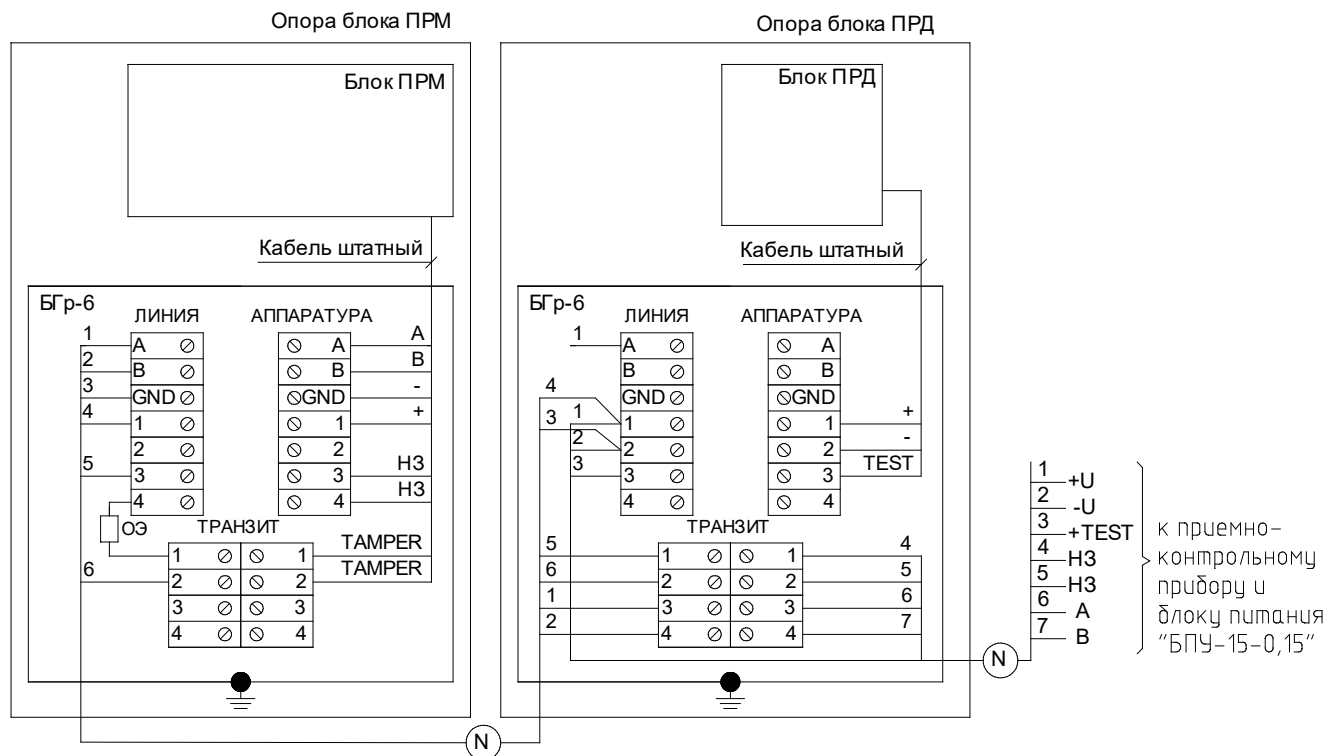 Опора блока ПРМ
Опора блока ПРД
Блок ПРМ
Блок ПРД
Кабель штатный
Кабель штатный
БГр-6
ЛИНИЯ
АППАРАТУРА
1
A
A
A
2
B
B
B
3
GND
GND
-
4
1
1
+
2
2
5
3
3
НЗ
4
4
НЗ
ОЭ
ТРАНЗИТ
1
1
TAMPER
6
2
2
TAMPER
3
3
4
4
БГр-6
ЛИНИЯ
АППАРАТУРА
1
A
A
B
B
4
GND
GND
3
1
1
1
+
2
2
2
-
3
3
3
TEST
4
4
ТРАНЗИТ
5
1
1
4
6
2
2
5
1
3
3
6
2
4
4
7
N
N
1
+U
2
-U
3
+TEST
4
НЗ
5
НЗ
6
A
7
B
к приемно-
контрольному
прибору и
блоку питания
"БПУ-15-0,15"